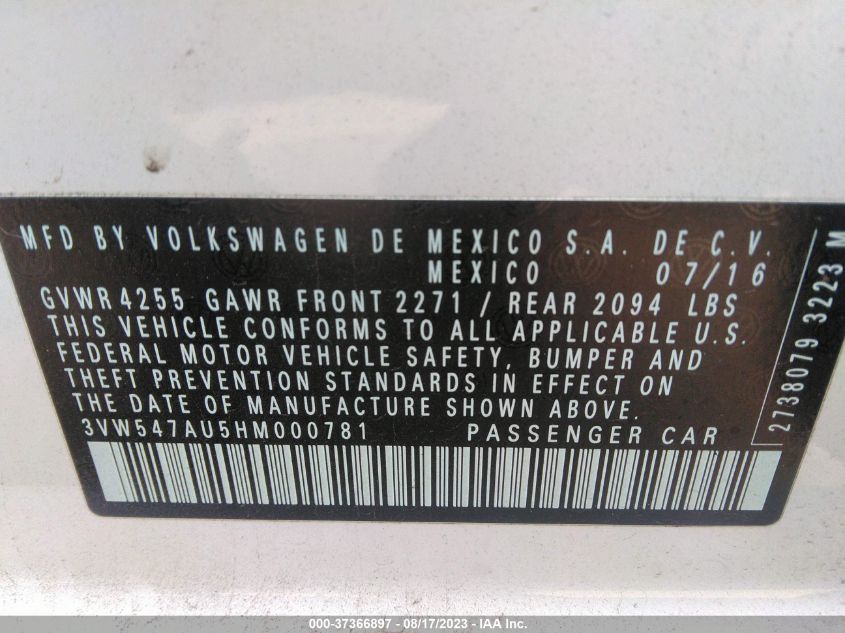 MFD BY VOLKSWAGEN DE MEXICO S.A. DE C.V.
MEXICO 07/16
GVWR 4255 GAWR FRONT 2271 / REAR 2094 LBS
THIS VEHICLE CONFORMS TO ALL APPLICABLE U.S.
FEDERAL MOTOR VEHICLE SAFETY, BUMPER AND
THEFT PREVENTION STANDARDS IN EFFECT ON
THE DATE OF MANUFACTURE SHOWN ABOVE.
3VW547AU5HM000781 PASSENGER CAR
2738079 3223 M
000-37366897 - 08/17/2023 - IAA Inc.